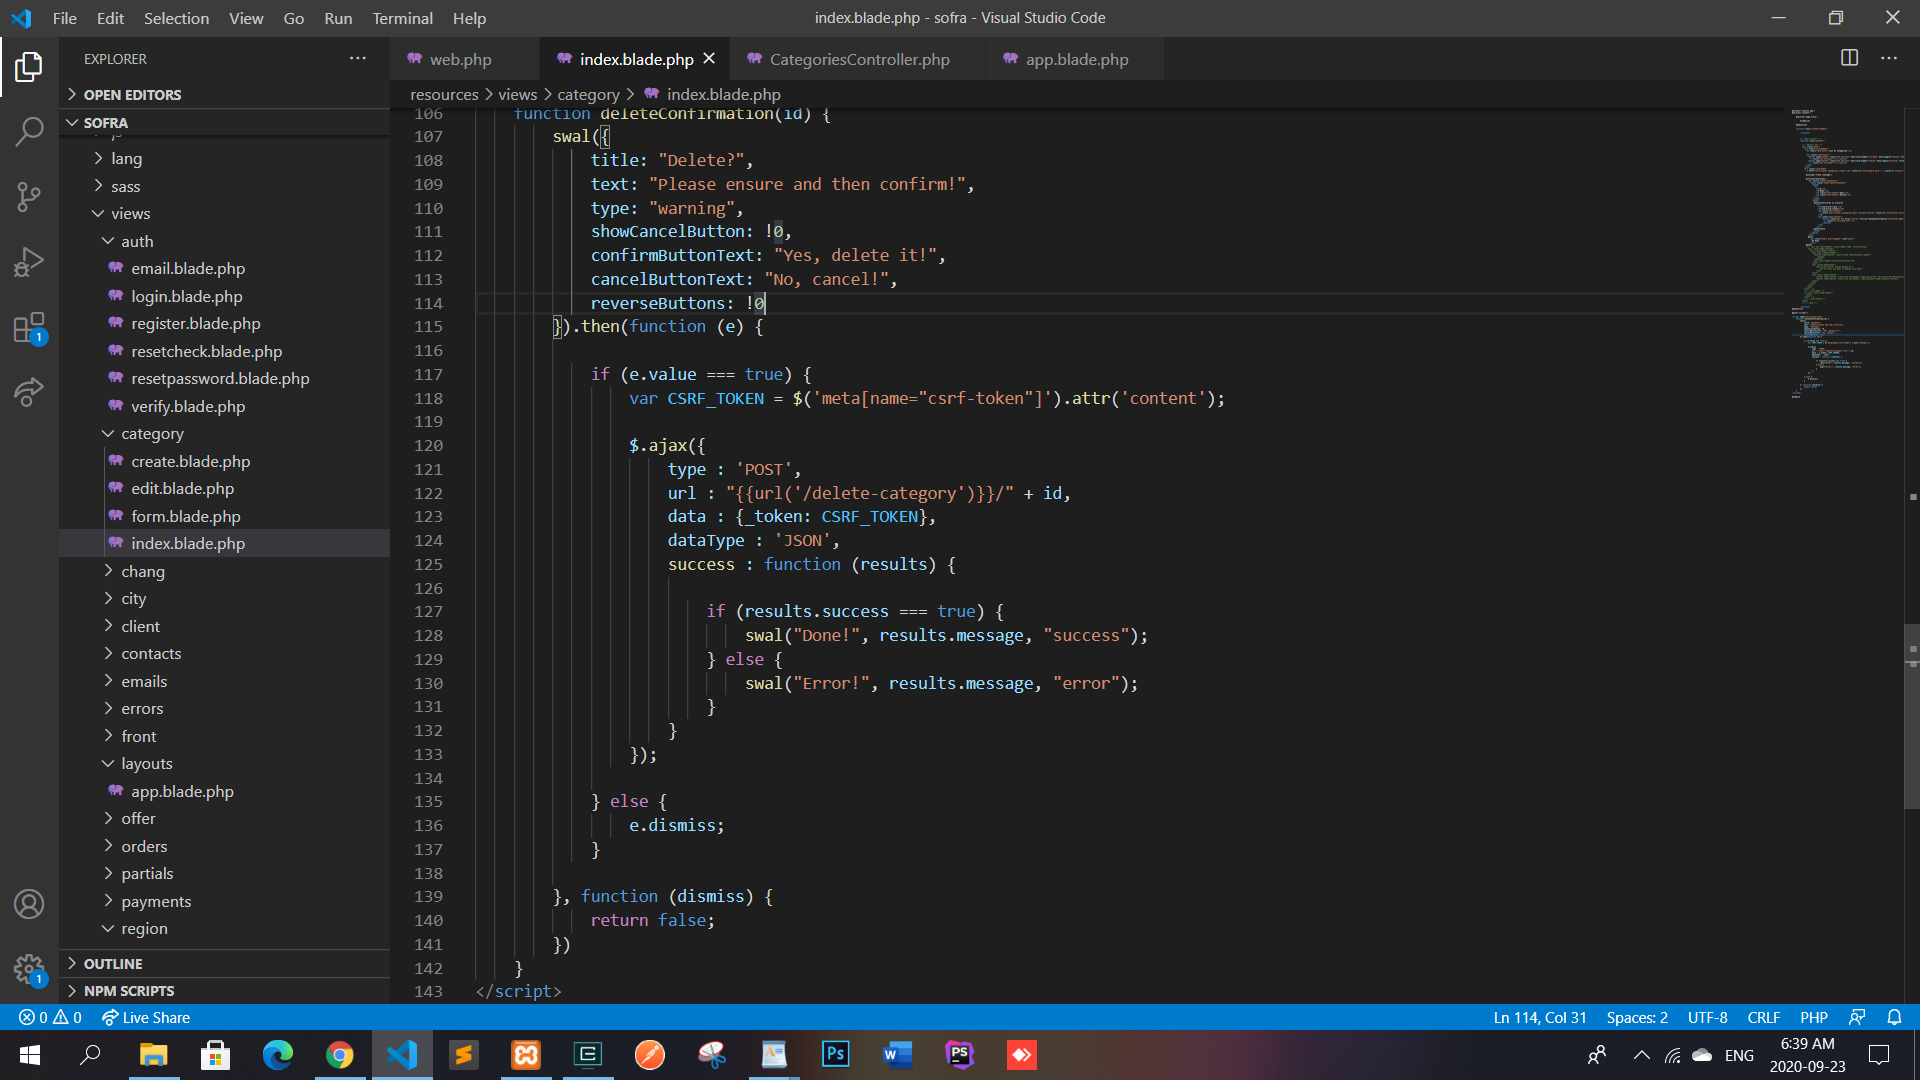 File Edit Selection View Go Run Terminal Help
index.blade.php - sofra - Visual Studio Code
EXPLORER
OPEN EDITORS
SOFRA
js
lang
sass
views
auth
email.blade.php
login.blade.php
register.blade.php
resetcheck.blade.php
resetpassword.blade.php
verify.blade.php
category
create.blade.php
edit.blade.php
form.blade.php
index.blade.php
chang
city
client
contacts
emails
errors
front
layouts
app.blade.php
offer
orders
partials
payments
region
OUTLINE
NPM SCRIPTS
1
1
web.php index.blade.php CategoriesController.php app.blade.php
resources > views > category > index.blade.php
106 function deleteConfirmation(id) {
107 swal({
108 title: "Delete?",
109 text: "Please ensure and then confirm!",
110 type: "warning",
111 showCancelButton: !0,
112 confirmButtonText: "Yes, delete it!",
113 cancelButtonText: "No, cancel!",
114 reverseButtons: !0
115 }).then(function (e) {
116
117 if (e.value === true) {
118 var CSRF_TOKEN = $('meta[name="csrf-token"]').attr('content');
119
120 $.ajax({
121 type : 'POST',
122 url : "{{url('/delete-category')}}/" + id,
123 data : {_token: CSRF_TOKEN},
124 dataType : 'JSON',
125 success : function (results) {
126
127 if (results.success === true) {
128 swal("Done!", results.message, "success");
129 } else {
130 swal("Error!", results.message, "error");
131 }
132 }
133 });
134
135 } else {
136 e.dismiss;
137 }
138
139 }, function (dismiss) {
140 return false;
141 })
142 }
143 </script>
0 0 Live Share
Ln 114, Col 31 Spaces: 2 UTF-8 CRLF PHP
Ps
W
PS
ENG
6:39 AM
2020-09-23